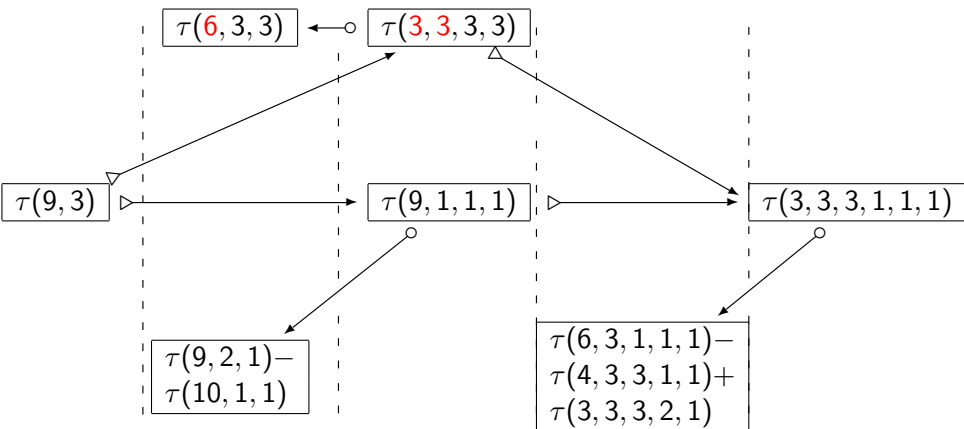 τ(6, 3, 3)
τ(3, 3, 3, 3)
τ(9, 3)
τ(9, 1, 1, 1)
τ(3, 3, 3, 1, 1, 1)
τ(9, 2, 1)−
τ(10, 1, 1)
τ(6, 3, 1, 1, 1)−
τ(4, 3, 3, 1, 1)+
τ(3, 3, 3, 2, 1)